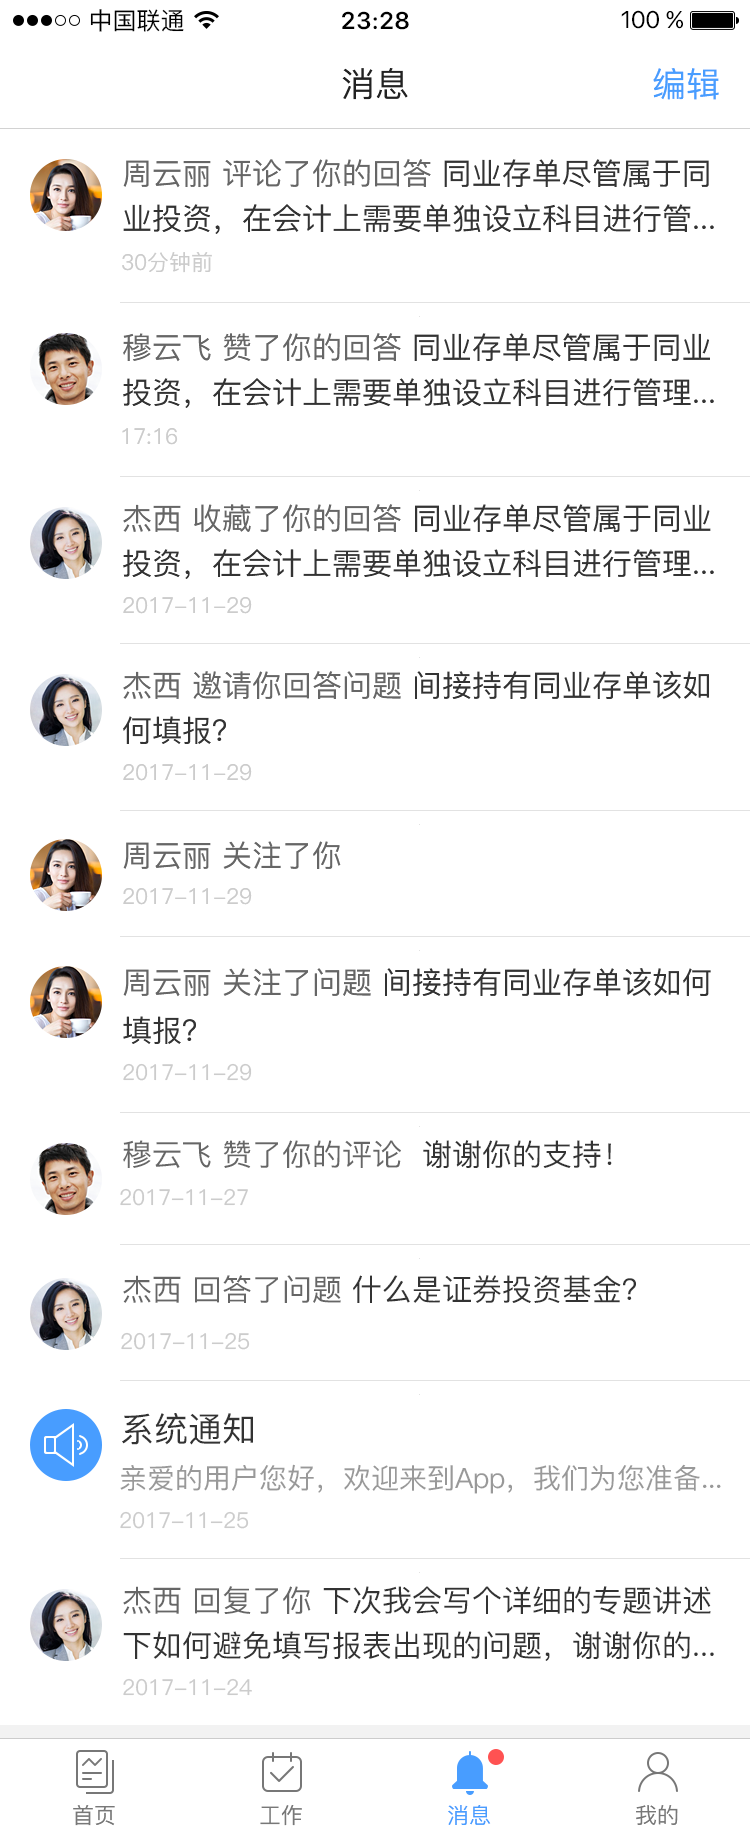 中国联通 23:28 100 %
消息 编辑
周云丽 评论了你的回答 同业存单尽管属于同
业投资，在会计上需要单独设立科目进行管...
30分钟前
穆云飞 赞了你的回答 同业存单尽管属于同业
投资，在会计上需要单独设立科目进行管理...
17:16
杰西 收藏了你的回答 同业存单尽管属于同业
投资，在会计上需要单独设立科目进行管理...
2017-11-29
杰西 邀请你回答问题 间接持有同业存单该如
何填报?
2017-11-29
周云丽 关注了你
2017-11-29
周云丽 关注了问题 间接持有同业存单该如何
填报?
2017-11-29
穆云飞 赞了你的评论 谢谢你的支持！
2017-11-27
杰西 回答了问题 什么是证券投资基金?
2017-11-25
系统通知
亲爱的用户您好，欢迎来到App，我们为您准备...
2017-11-25
杰西 回复了你 下次我会写个详细的专题讲述
下如何避免填写报表出现的问题，谢谢你的...
2017-11-24
首页 工作 消息 我的